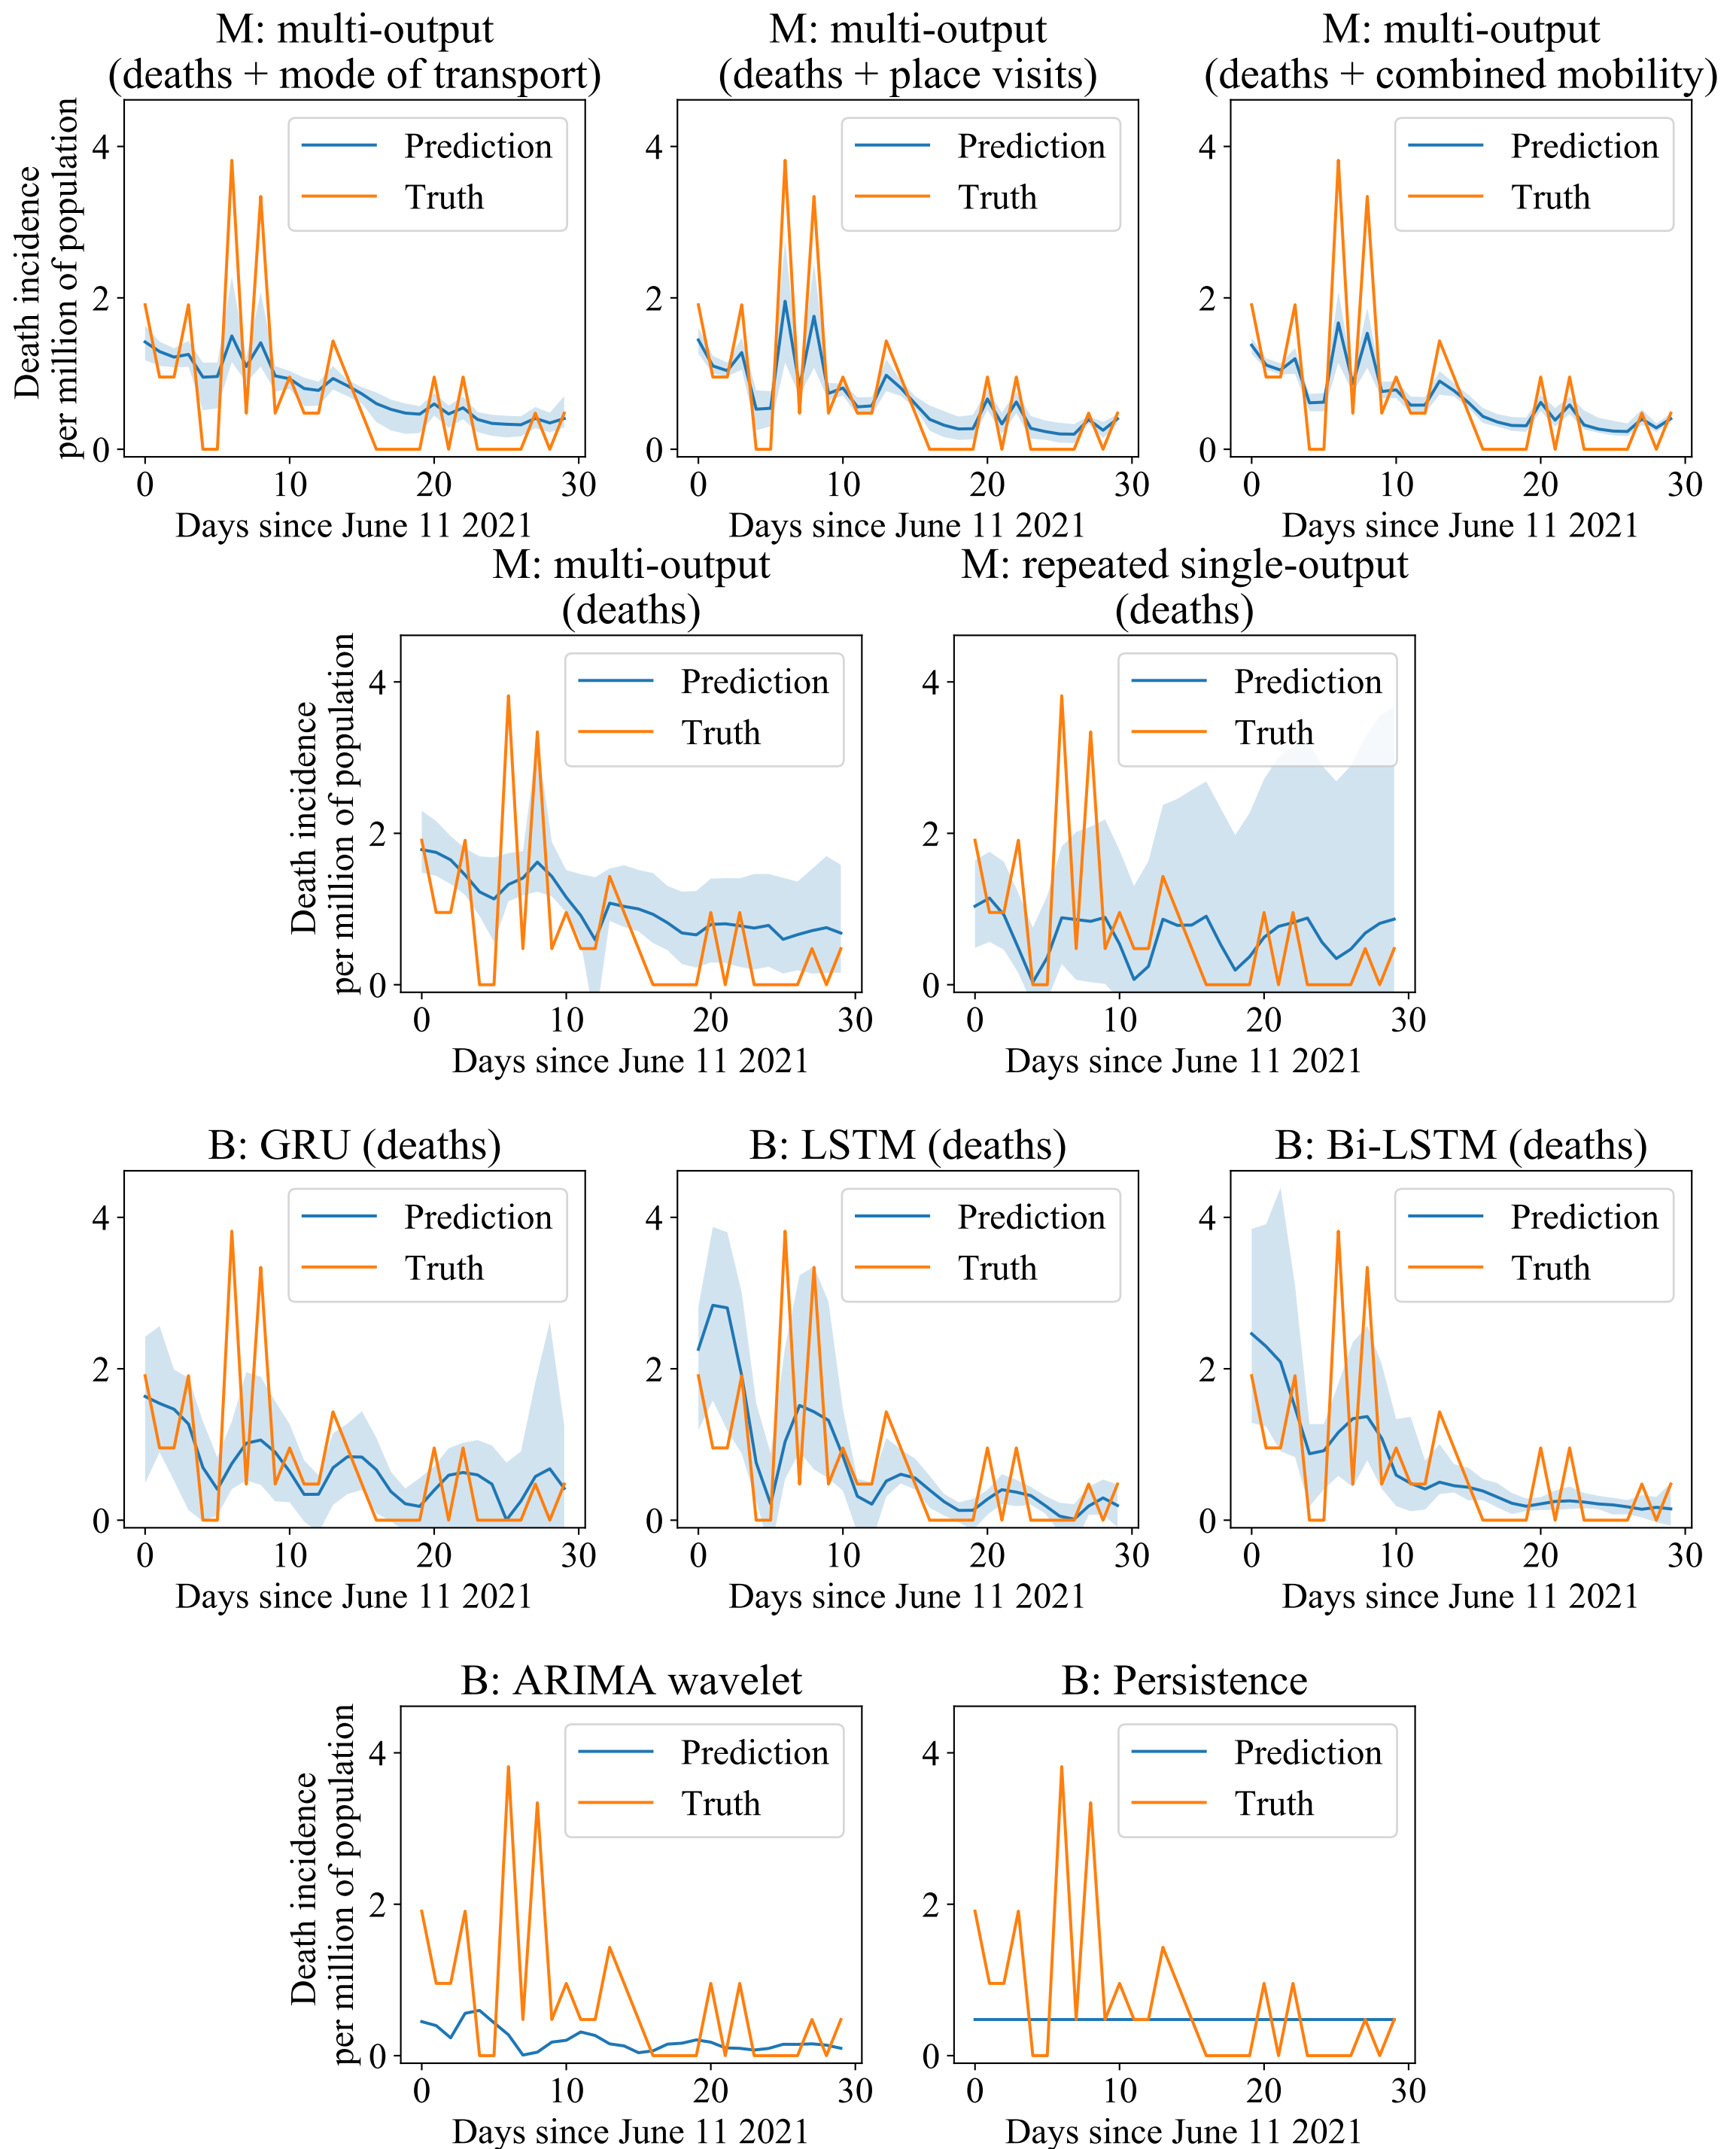 M: multi-output
(deaths + mode of transport)
M: multi-output
(deaths + place visits)
M: multi-output
(deaths + combined mobility)
Death incidence
per million of population
4
2
0
Prediction
Truth
0 10 20 30
Days since June 11 2021
4
2
0
Prediction
Truth
0 10 20 30
Days since June 11 2021
4
2
0
Prediction
Truth
0 10 20 30
Days since June 11 2021
M: multi-output
(deaths)
M: repeated single-output
(deaths)
Death incidence
per million of population
4
2
0
Prediction
Truth
0 10 20 30
Days since June 11 2021
4
2
0
Prediction
Truth
0 10 20 30
Days since June 11 2021
B: GRU (deaths)
B: LSTM (deaths)
B: Bi-LSTM (deaths)
4
2
0
Prediction
Truth
0 10 20 30
Days since June 11 2021
4
2
0
Prediction
Truth
0 10 20 30
Days since June 11 2021
4
2
0
Prediction
Truth
0 10 20 30
Days since June 11 2021
B: ARIMA wavelet
B: Persistence
Death incidence
per million of population
4
2
0
Prediction
Truth
0 10 20 30
Days since June 11 2021
4
2
0
Prediction
Truth
0 10 20 30
Days since June 11 2021